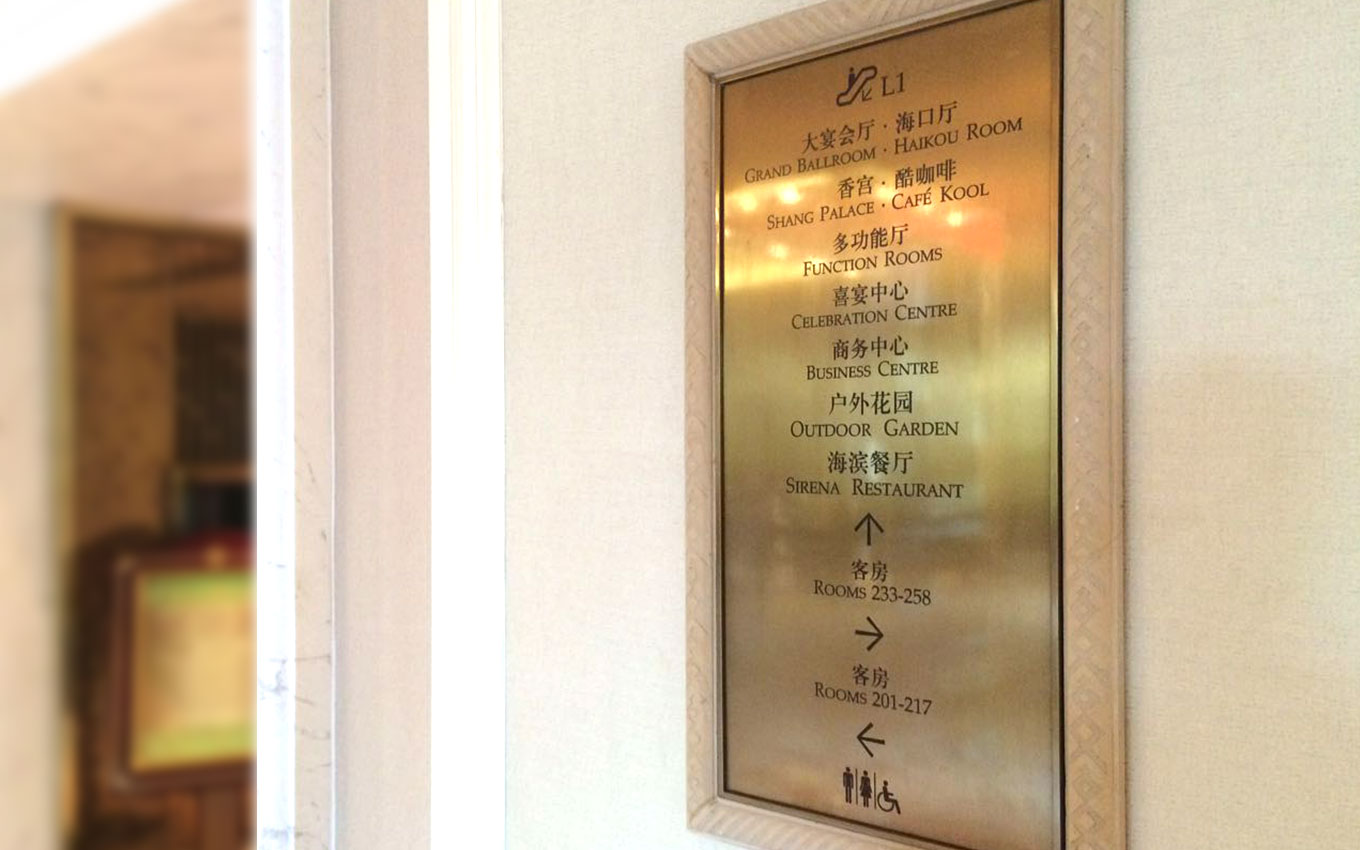 L1
大宴会厅·海口厅
GRAND BALLROOM · HAIKOU ROOM
香宫·酷咖啡
SHANG PALACE · CAFÉ KOOL
多功能厅
FUNCTION ROOMS
喜宴中心
CELEBRATION CENTRE
商务中心
BUSINESS CENTRE
户外花园
OUTDOOR GARDEN
海滨餐厅
SIRENA RESTAURANT
客房
ROOMS 233-258
客房
ROOMS 201-217